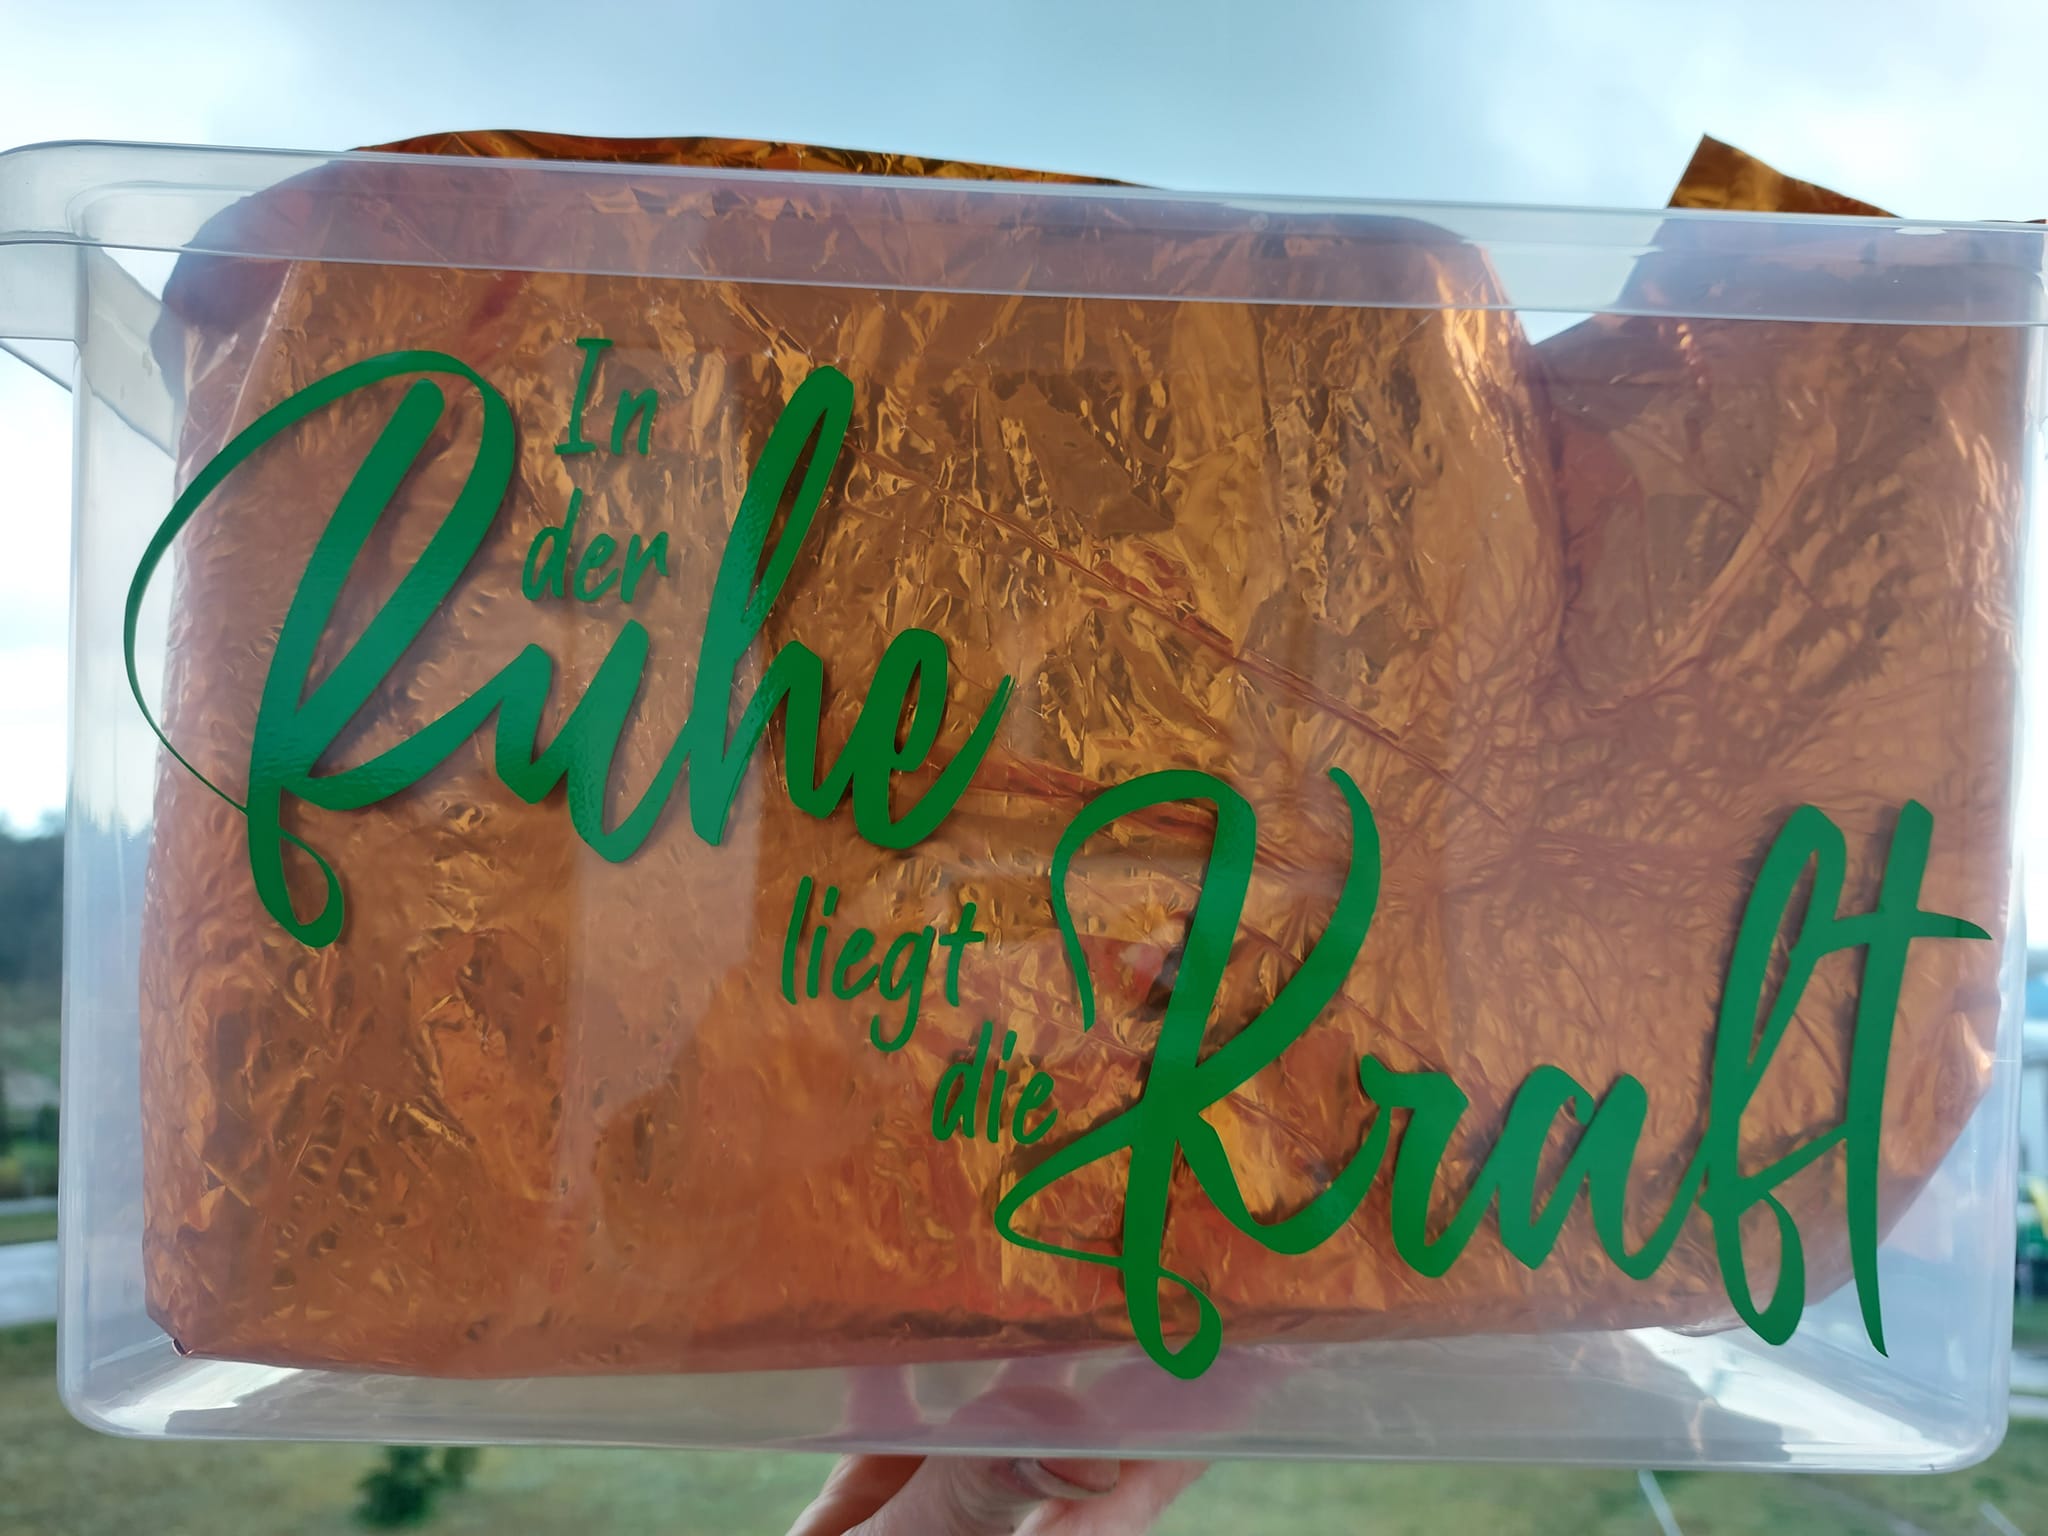 In
der
Ruhe
liegt
die
Kraft